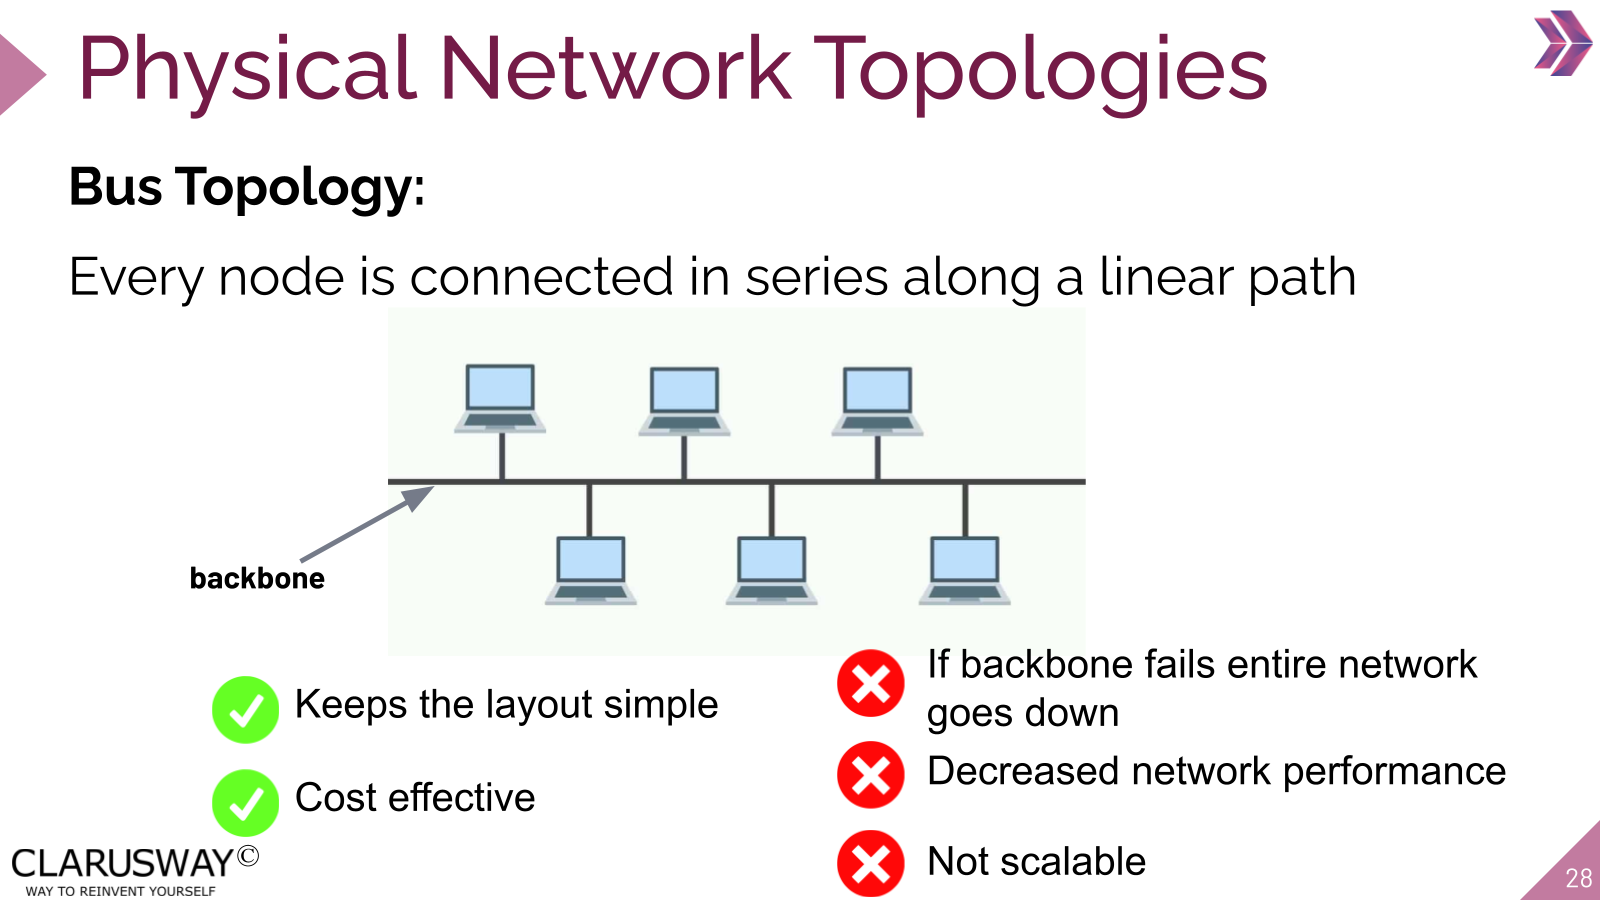 Physical Network Topologies
Bus Topology:
Every node is connected in series along a linear path
backbone
Keeps the layout simple
Cost effective
If backbone fails entire network
goes down
Decreased network performance
Not scalable
CLARUSWAY©
WAY TO REINVENT YOURSELF
28